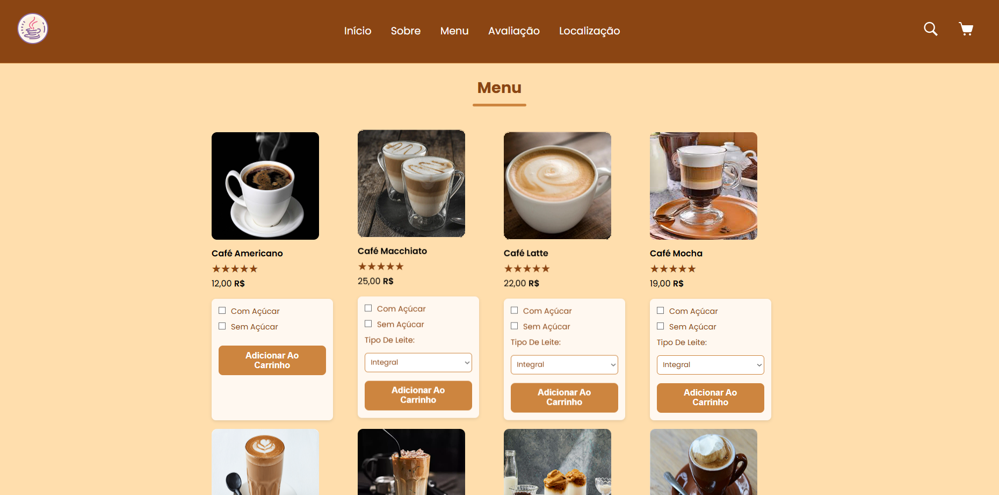 Início Sobre Menu Avaliação Localização
Menu
Café Americano
★★★★★
12,00 R$
Com Açúcar
Sem Açúcar
Adicionar Ao
Carrinho
Café Macchiato
★★★★★
25,00 R$
Com Açúcar
Sem Açúcar
Tipo De Leite:
Integral
Adicionar Ao
Carrinho
Café Latte
★★★★★
22,00 R$
Com Açúcar
Sem Açúcar
Tipo De Leite:
Integral
Adicionar Ao
Carrinho
Café Mocha
★★★★★
19,00 R$
Com Açúcar
Sem Açúcar
Tipo De Leite:
Integral
Adicionar Ao
Carrinho